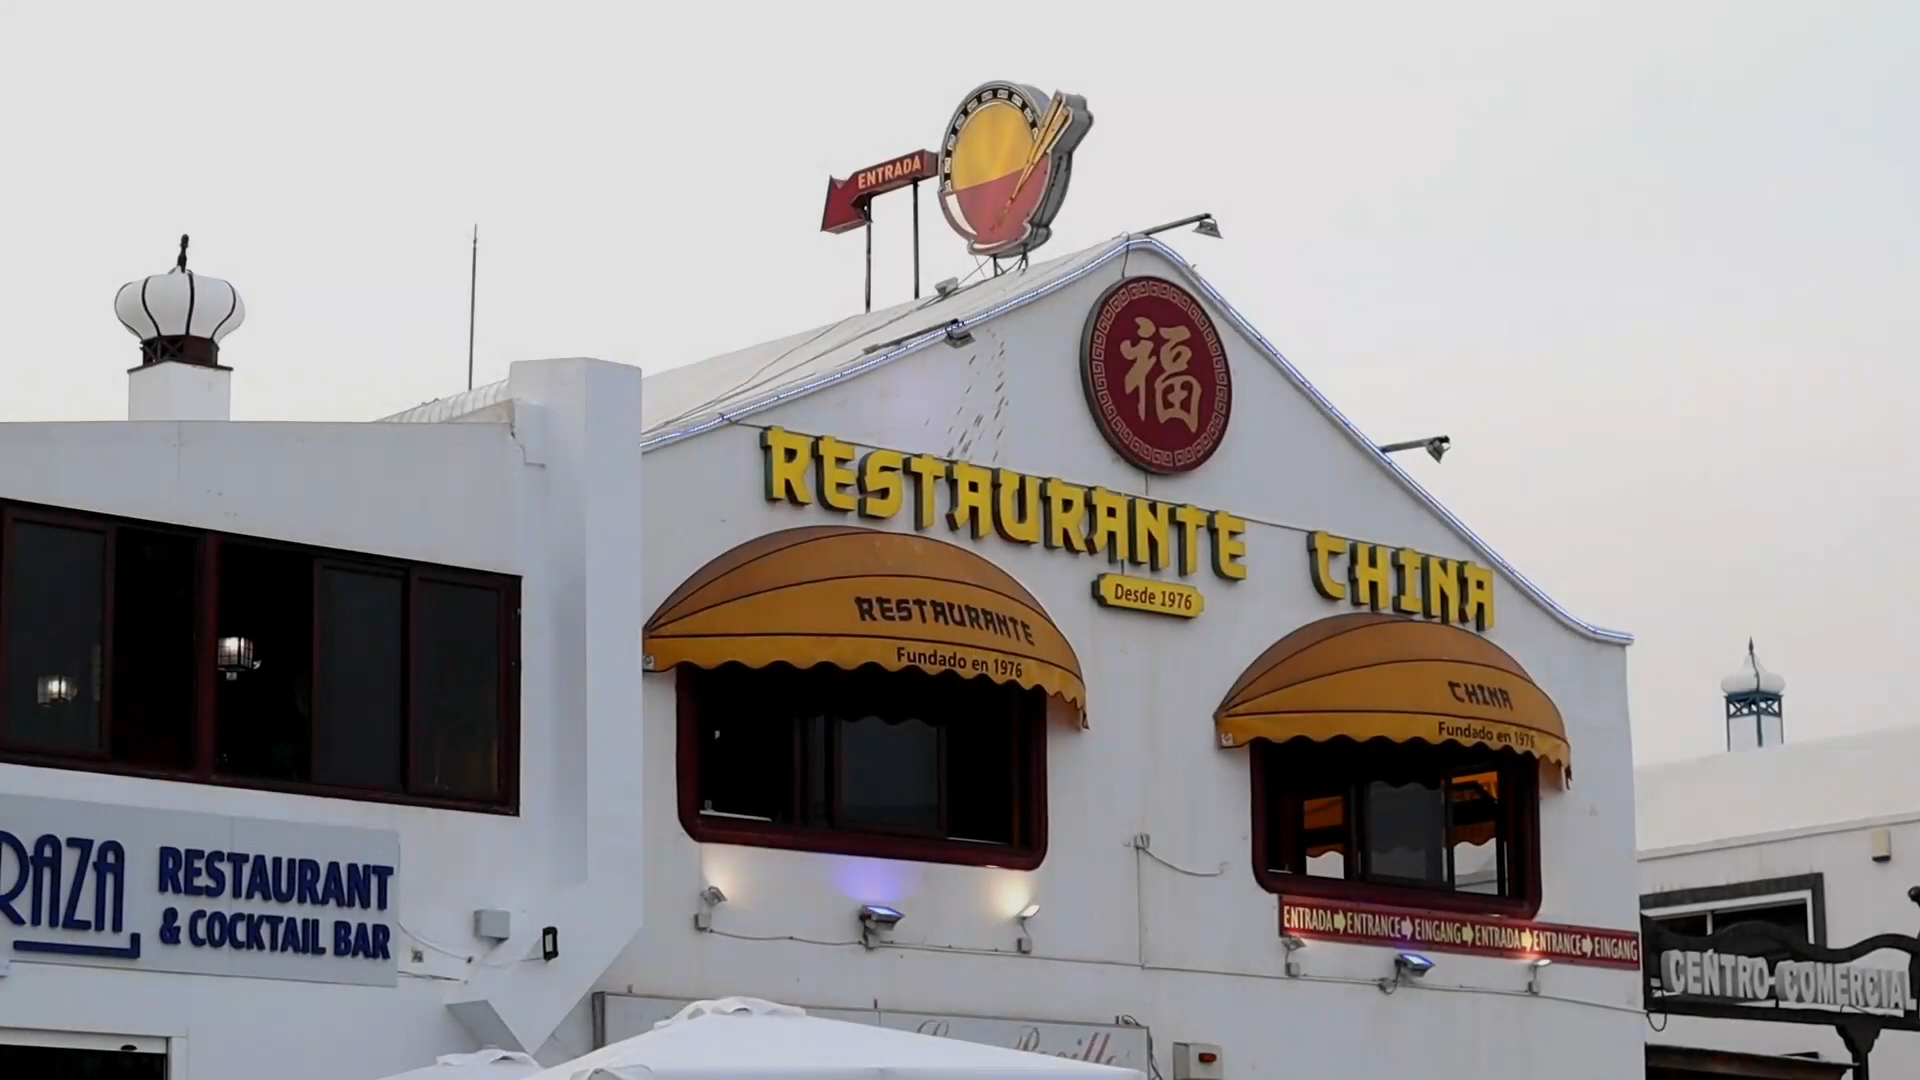 ENTRADA
福
RESTAURANTE CHINA
Desde 1976
RESTAURANTE
Fundado en 1976
CHINA
Fundado en 1976
RAZA
RESTAURANT
& COCKTAIL BAR
ENTRADA➡ENTRANCE➡EINGANG➡ENTRADA➡ENTRANCE➡EINGANG
CENTRO COMERCIAL